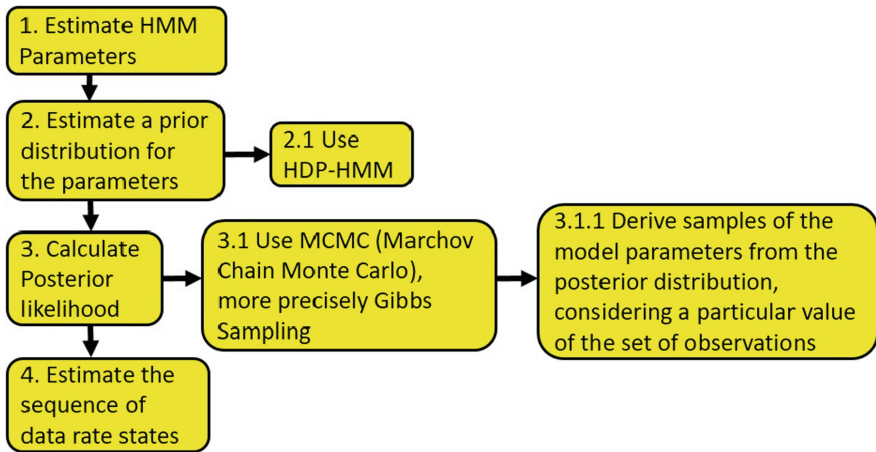 1. Estimate HMM
Parameters
2. Estimate a prior
distribution for
the parameters
2.1 Use
HDP-HMM
3. Calculate
Posterior
likelihood
3.1 Use MCMC (Marchov
Chain Monte Carlo),
more precisely Gibbs
Sampling
3.1.1 Derive samples of the
model parameters from the
posterior distribution,
considering a particular value
of the set of observations
4. Estimate the
sequence of
data rate states